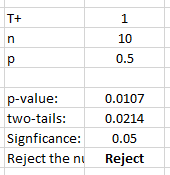 T+ 1
n 10
p 0.5
p-value: 0.0107
two-tails: 0.0214
Signficance: 0.05
Reject the nu Reject